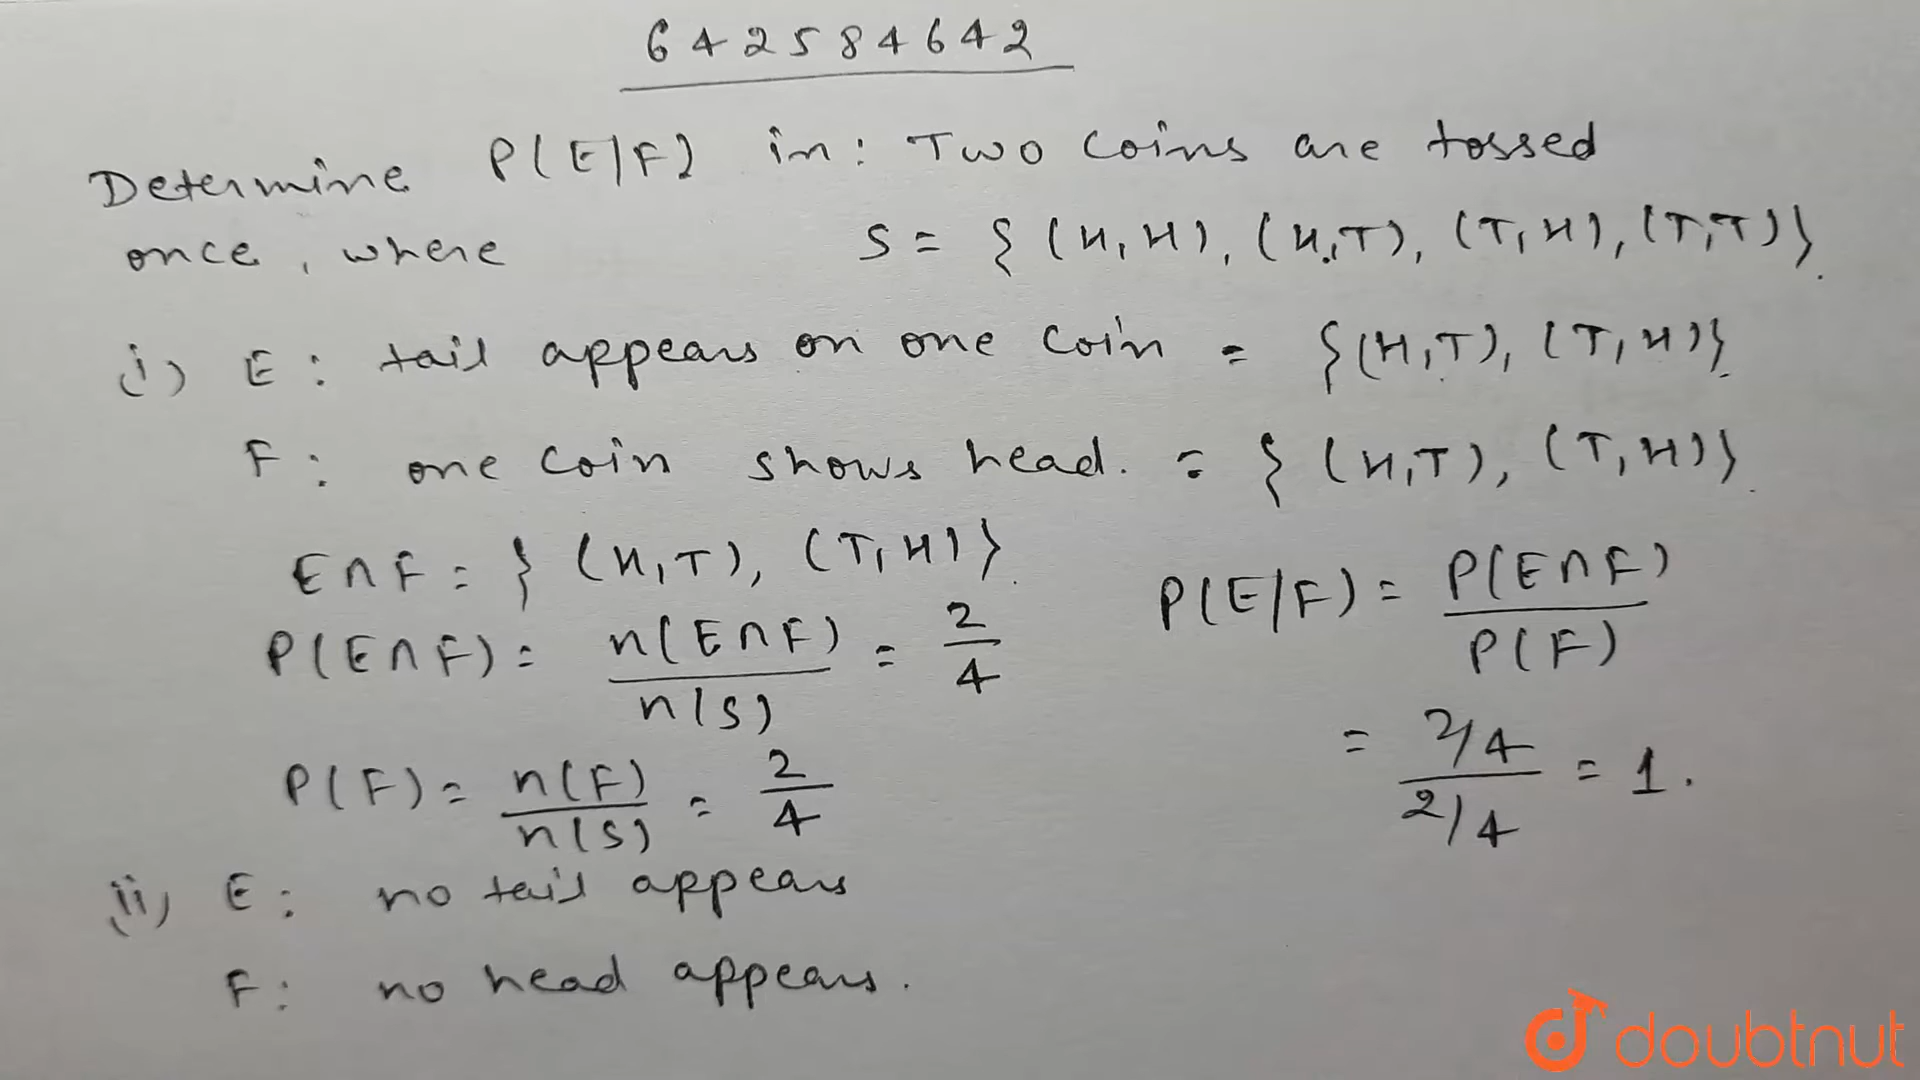 642584642
Determine P(E/F) in: Two coins are tossed
once, where S = { (H,H), (H,T), (T,H), (T,T)}
(i) E: tail appears on one coin = {(H,T), (T,H)}
F: one coin shows head. = { (H,T), (T,H)}
E∩F = { (H,T), (T,H)}
P(E∩F) = n(E∩F)/n(S) = 2/4
P(E/F) = P(E∩F)/P(F)
P(F) = n(F)/n(S) = 2/4
= 2/4 / 2/4 = 1.
(ii) E: no tail appears
F: no head appears.
doubtnut